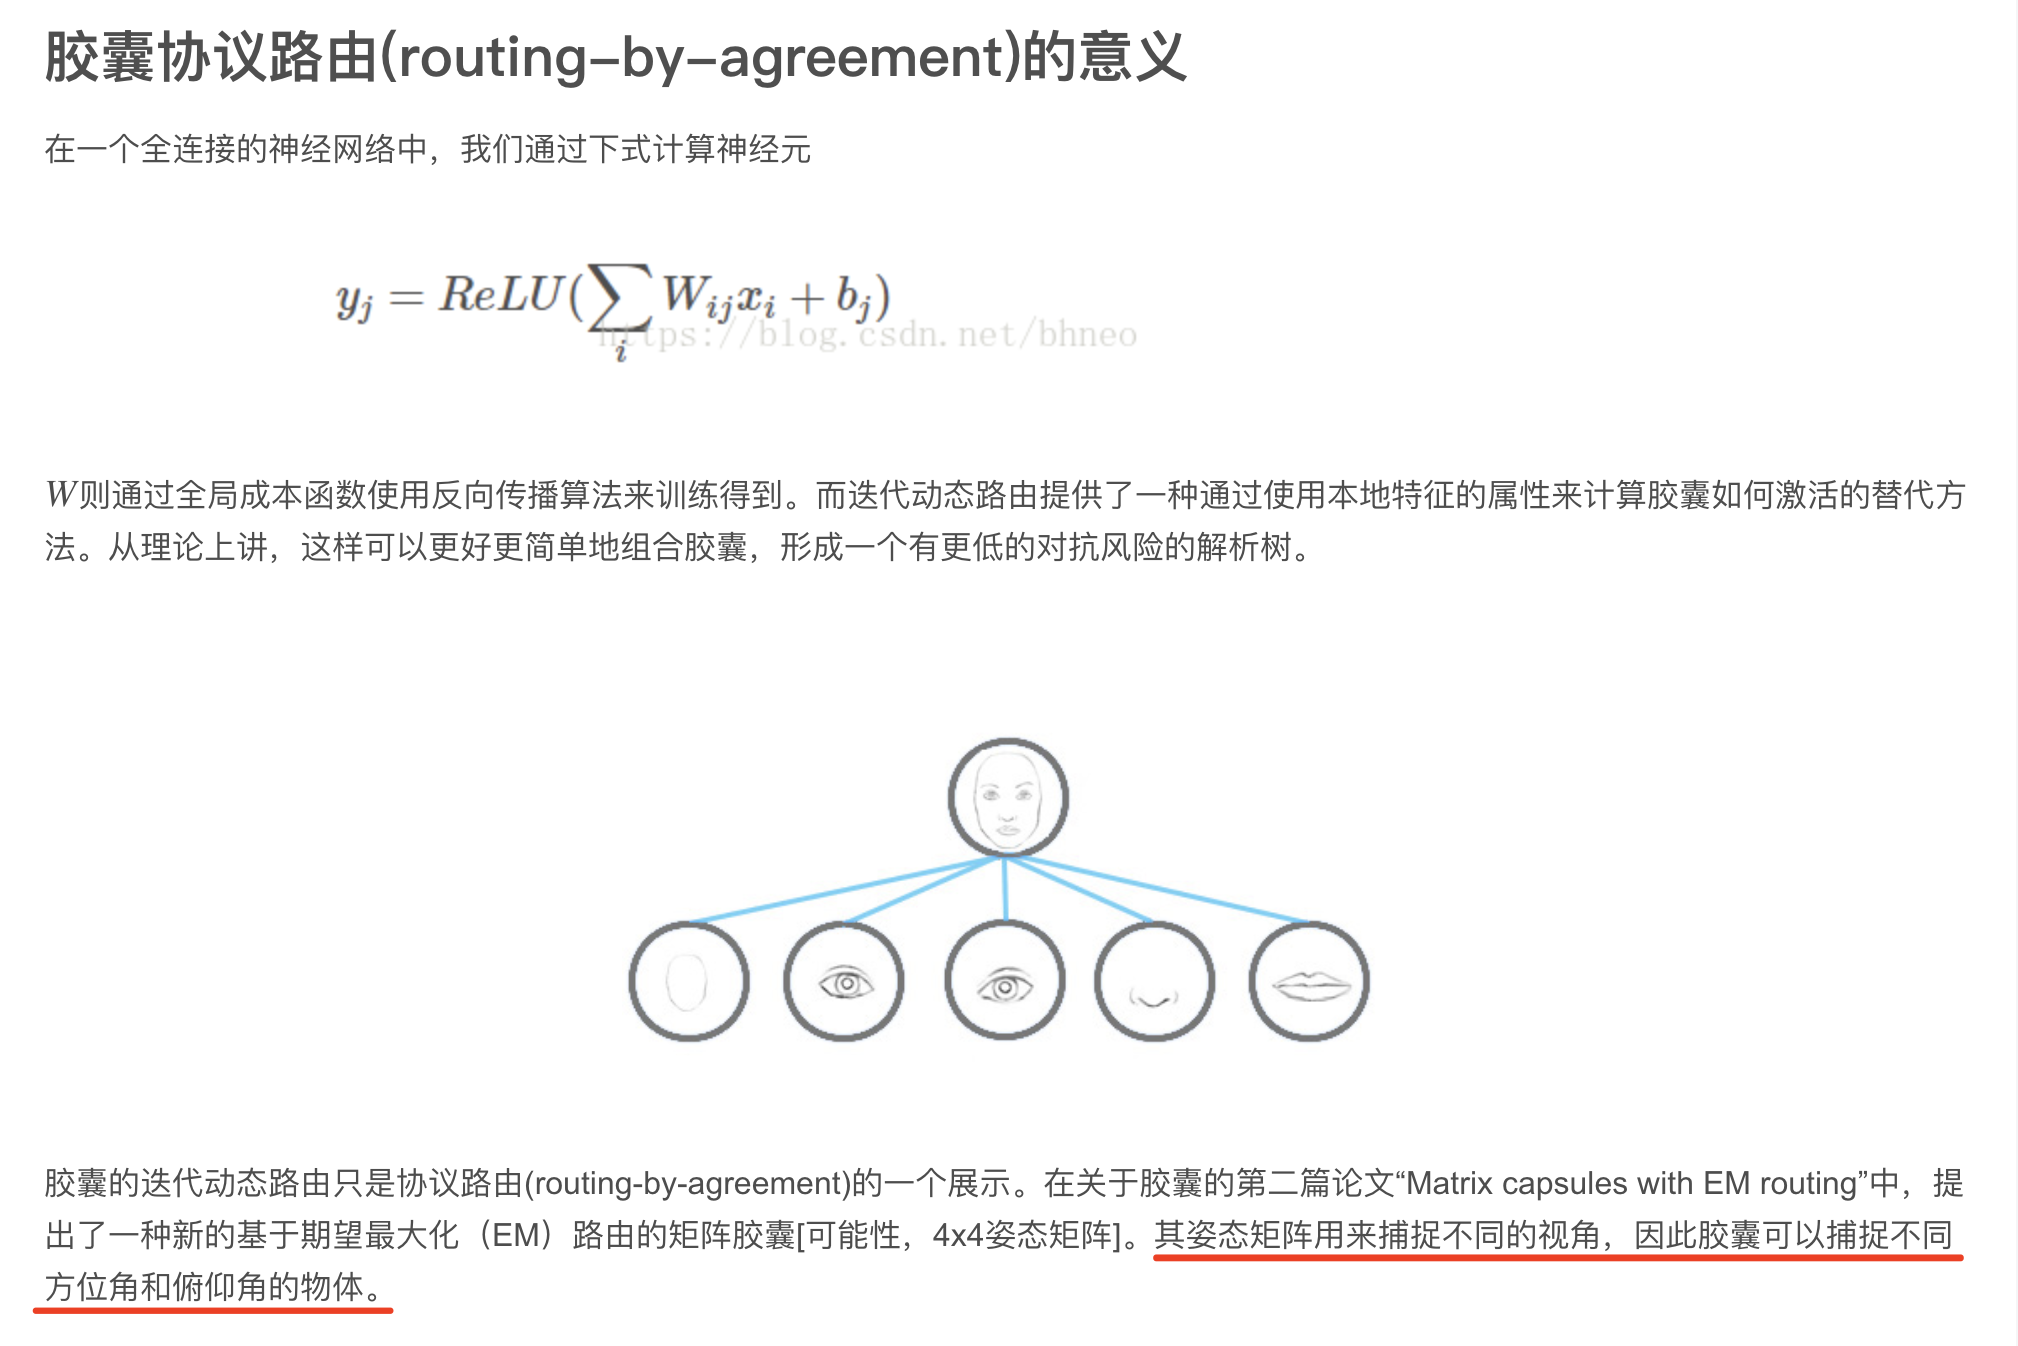 胶囊协议路由(routing–by–agreement)的意义
在一个全连接的神经网络中，我们通过下式计算神经元
y_j = ReLU(∑_i W_{ij}x_i + b_j)
https://blog.csdn.net/bhneo
W则通过全局成本函数使用反向传播算法来训练得到。而迭代动态路由提供了一种通过使用本地特征的属性来计算胶囊如何激活的替代方
法。从理论上讲，这样可以更好更简单地组合胶囊，形成一个有更低的对抗风险的解析树。
胶囊的迭代动态路由只是协议路由(routing-by-agreement)的一个展示。在关于胶囊的第二篇论文“Matrix capsules with EM routing”中，提
出了一种新的基于期望最大化（EM）路由的矩阵胶囊[可能性，4x4姿态矩阵]。其姿态矩阵用来捕捉不同的视角，因此胶囊可以捕捉不同
方位角和俯仰角的物体。